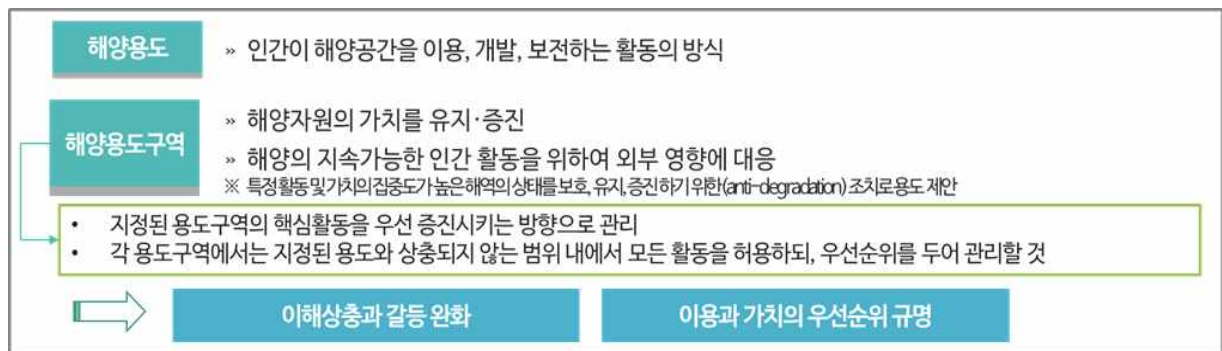 해양용도
» 인간이 해양공간을 이용, 개발, 보전하는 활동의 방식
해양용도구역
» 해양자원의 가치를 유지·증진
» 해양의 지속가능한 인간 활동을 위하여 외부 영향에 대응
※ 특정 활동 및 가치의 집중도가 높은 해역의 상태를 보호, 유지, 증진하기 위한(anti-degradation) 조치로 용도 제안
• 지정된 용도구역의 핵심활동을 우선 증진시키는 방향으로 관리
• 각 용도구역에서는 지정된 용도와 상충되지 않는 범위 내에서 모든 활동을 허용하되, 우선순위를 두어 관리할 것
이해상충과 갈등 완화
이용과 가치의 우선순위 규명